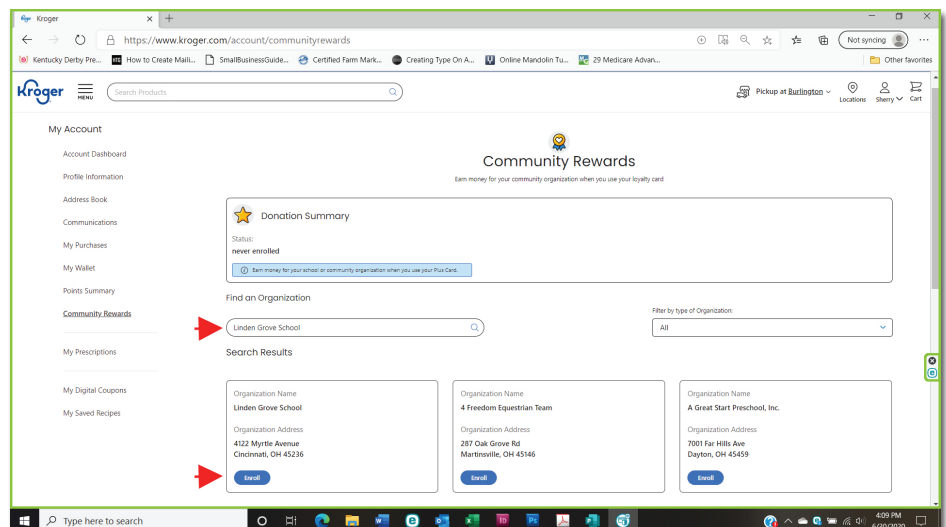 Kroger
https://www.kroger.com/account/communityrewards
Not syncing
Kentucky Derby Pre...
How to Create Maili...
SmallBusinessGuide...
Certified Farm Mark...
Creating Type On A...
Online Mandolin Tu...
29 Medicare Advan...
Other favorites
Kroger
MENU
Search Products
Pickup at Burlington
Locations
Sherry
Cart
My Account
Account Dashboard
Profile Information
Address Book
Communications
My Purchases
My Wallet
Points Summary
Community Rewards
My Prescriptions
My Digital Coupons
My Saved Recipes
Community Rewards
Earn money for your community organization when you use your loyalty card
Donation Summary
Status:
never enrolled
Earn money for your school or community organization when you use your Plus Card.
Find an Organization
Linden Grove School
Filter by type of Organization:
All
Search Results
Organization Name
Linden Grove School
Organization Address
4122 Myrtle Avenue
Cincinnati, OH 45236
Enroll
Organization Name
4 Freedom Equestrian Team
Organization Address
287 Oak Grove Rd
Martinsville, OH 45146
Enroll
Organization Name
A Great Start Preschool, Inc.
Organization Address
7001 Far Hills Ave
Dayton, OH 45459
Enroll
Type here to search
4:09 PM
6/30/2020